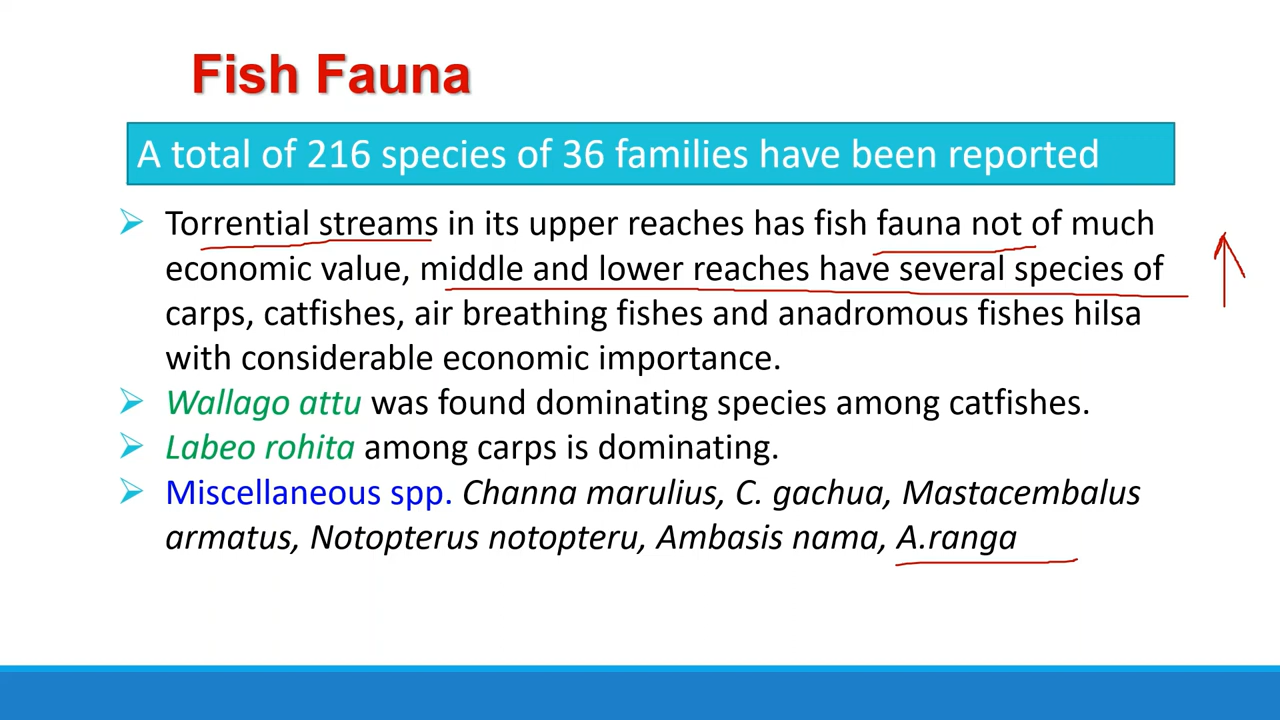 Fish Fauna
A total of 216 species of 36 families have been reported
Torrential streams in its upper reaches has fish fauna not of much
economic value, middle and lower reaches have several species of
carps, catfishes, air breathing fishes and anadromous fishes hilsa
with considerable economic importance.
Wallago attu was found dominating species among catfishes.
Labeo rohita among carps is dominating.
Miscellaneous spp. Channa marulius, C. gachua, Mastacembalus
armatus, Notopterus notopteru, Ambasis nama, A.ranga